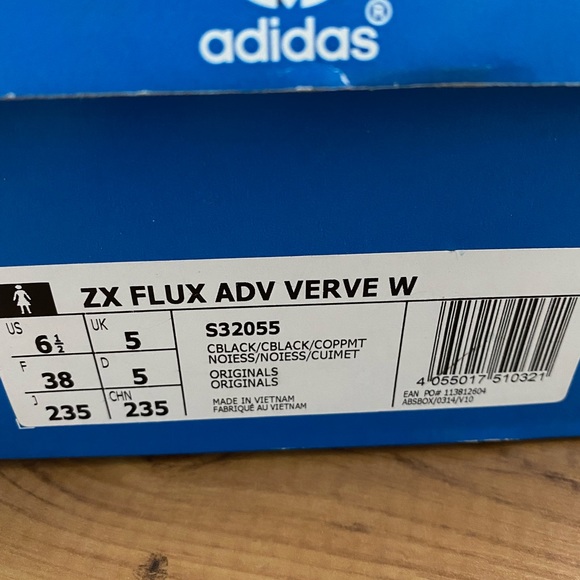 adidas®
ZX FLUX ADV VERVE W
US 6½ UK 5
F 38 D 5
J 235 CHN 235
S32055
CBLACK/CBLACK/COPPMT
NOIESS/NOIESS/CUIMET
ORIGINALS
ORIGINALS
MADE IN VIETNAM
FABRIQUÉ AU VIETNAM
4 055017 510321
EAN PO# 113812604
ABSBOX/0314/V10